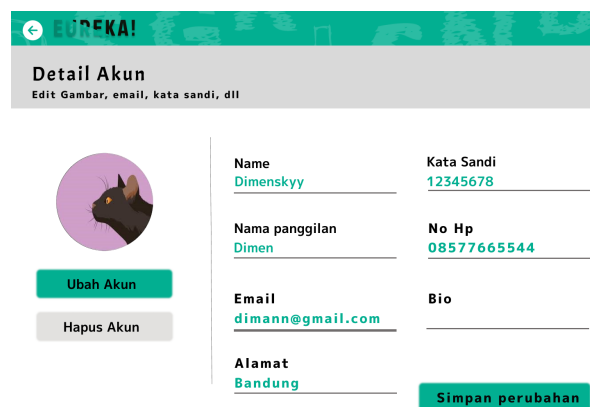 EUREKA!
Detail Akun
Edit Gambar, email, kata sandi, dll
Name
Dimenskyy
Kata Sandi
12345678
Nama panggilan
Dimen
No Hp
08577665544
Ubah Akun
Hapus Akun
Email
dimann@gmail.com
Bio
Alamat
Bandung
Simpan perubahan